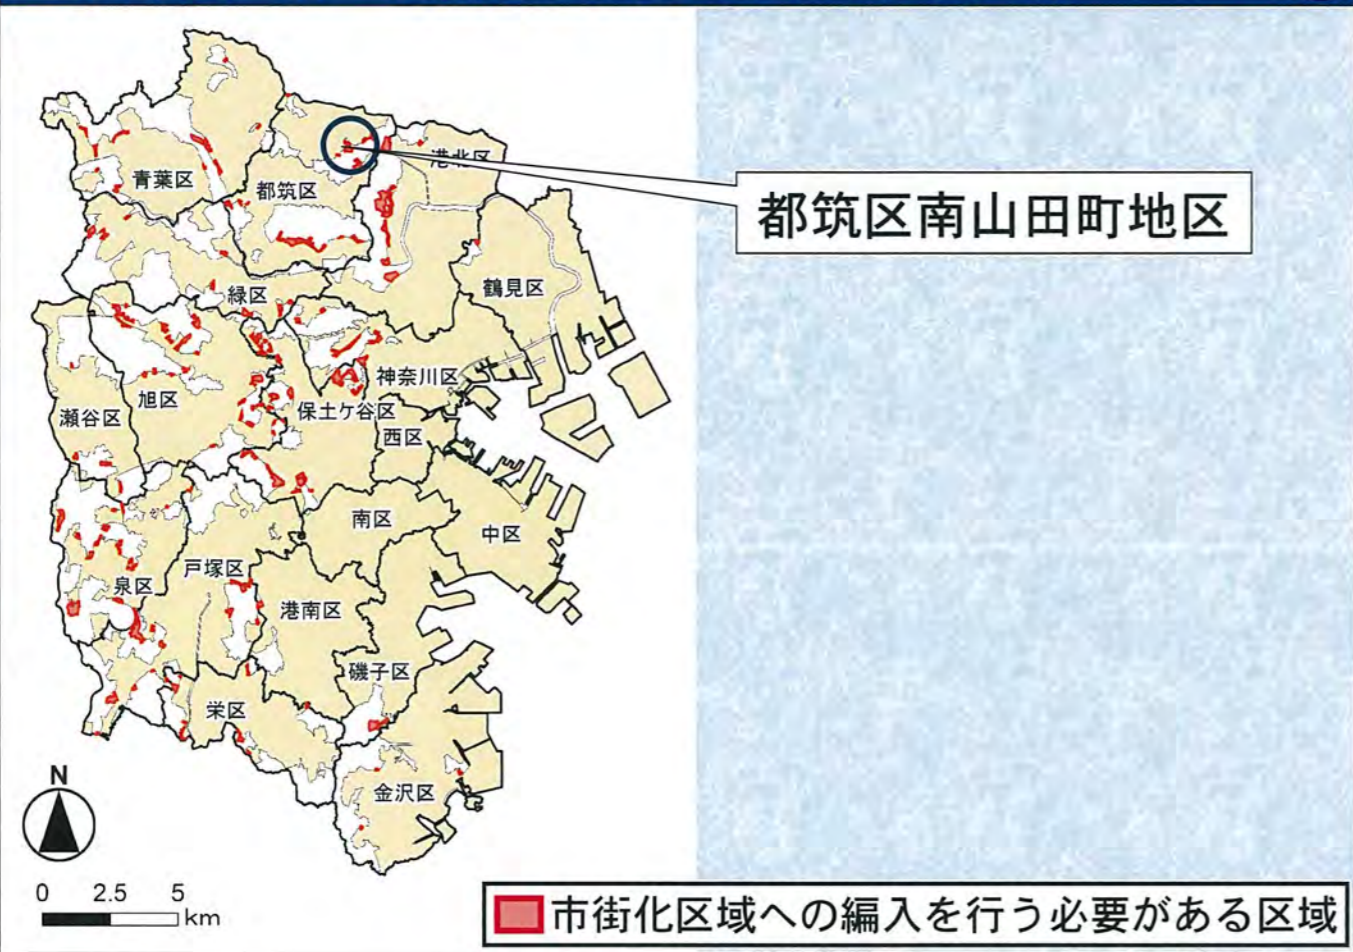 港北区
青葉区
都筑区
都筑区南山田町地区
鶴見区
緑区
神奈川区
旭区
保土ケ谷区
瀬谷区
西区
南区
中区
戸塚区
泉区
港南区
磯子区
栄区
金沢区
N
0 2.5 5
km
市街化区域への編入を行う必要がある区域